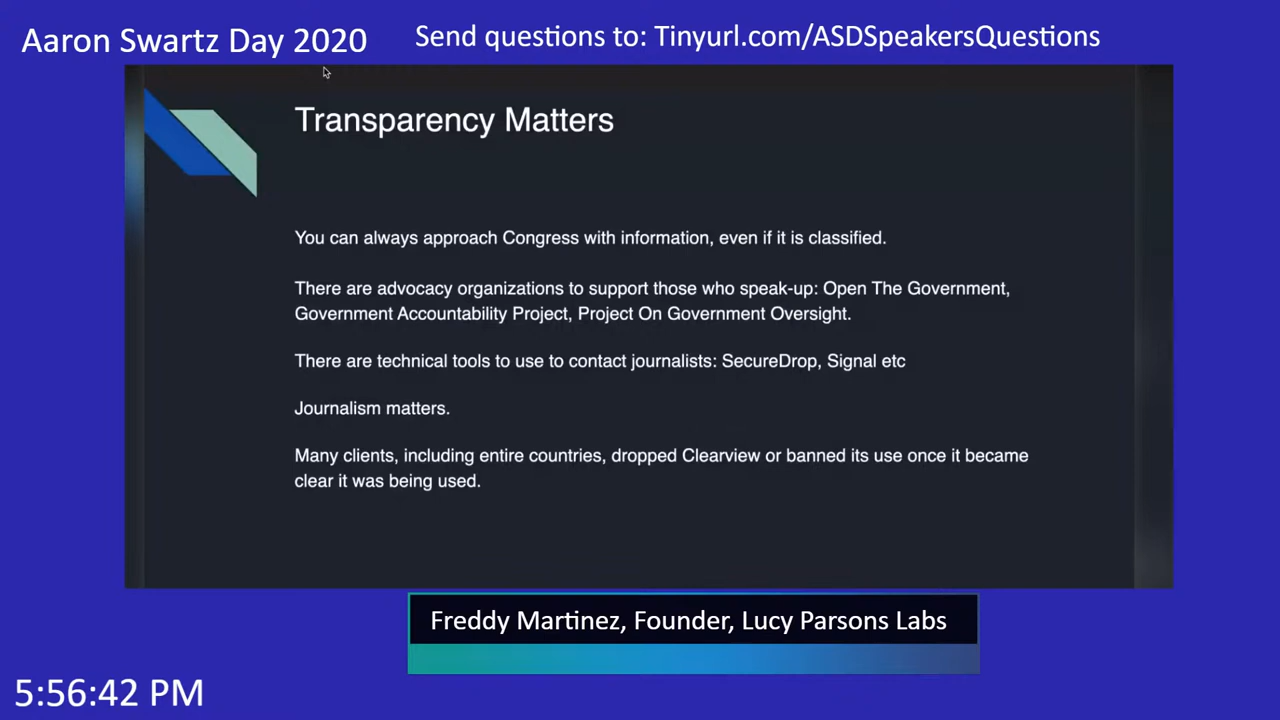 Aaron Swartz Day 2020
Send questions to: Tinyurl.com/ASDSpeakersQuestions
Transparency Matters
You can always approach Congress with information, even if it is classified.
There are advocacy organizations to support those who speak-up: Open The Government,
Government Accountability Project, Project On Government Oversight.
There are technical tools to use to contact journalists: SecureDrop, Signal etc
Journalism matters.
Many clients, including entire countries, dropped Clearview or banned its use once it became
clear it was being used.
Freddy Martinez, Founder, Lucy Parsons Labs
5:56:42 PM